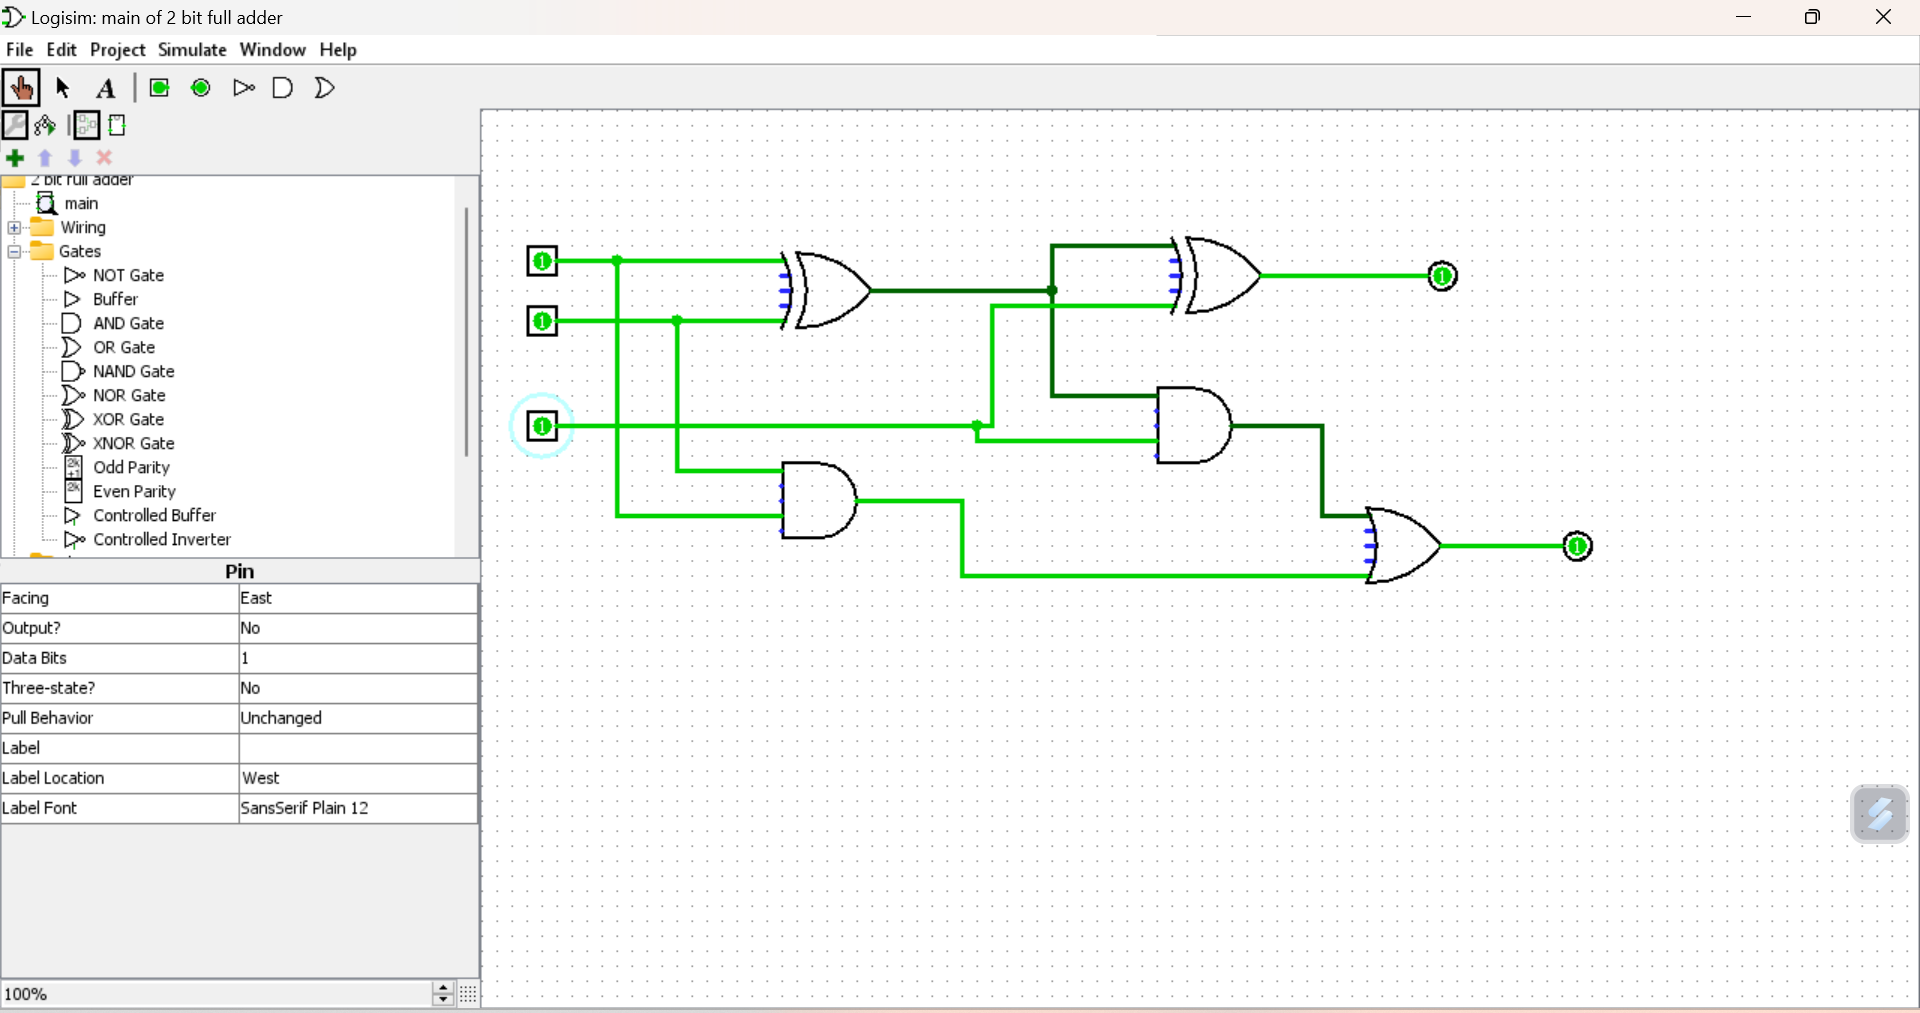 Logisim: main of 2 bit full adder
File Edit Project Simulate Window Help
A
2 bit full adder
main
Wiring
Gates
NOT Gate
Buffer
AND Gate
OR Gate
NAND Gate
NOR Gate
XOR Gate
XNOR Gate
2k+1 Odd Parity
2k Even Parity
Controlled Buffer
Controlled Inverter
Pin
Facing East
Output? No
Data Bits 1
Three-state? No
Pull Behavior Unchanged
Label
Label Location West
Label Font SansSerif Plain 12
100%
1
1
1
1
1